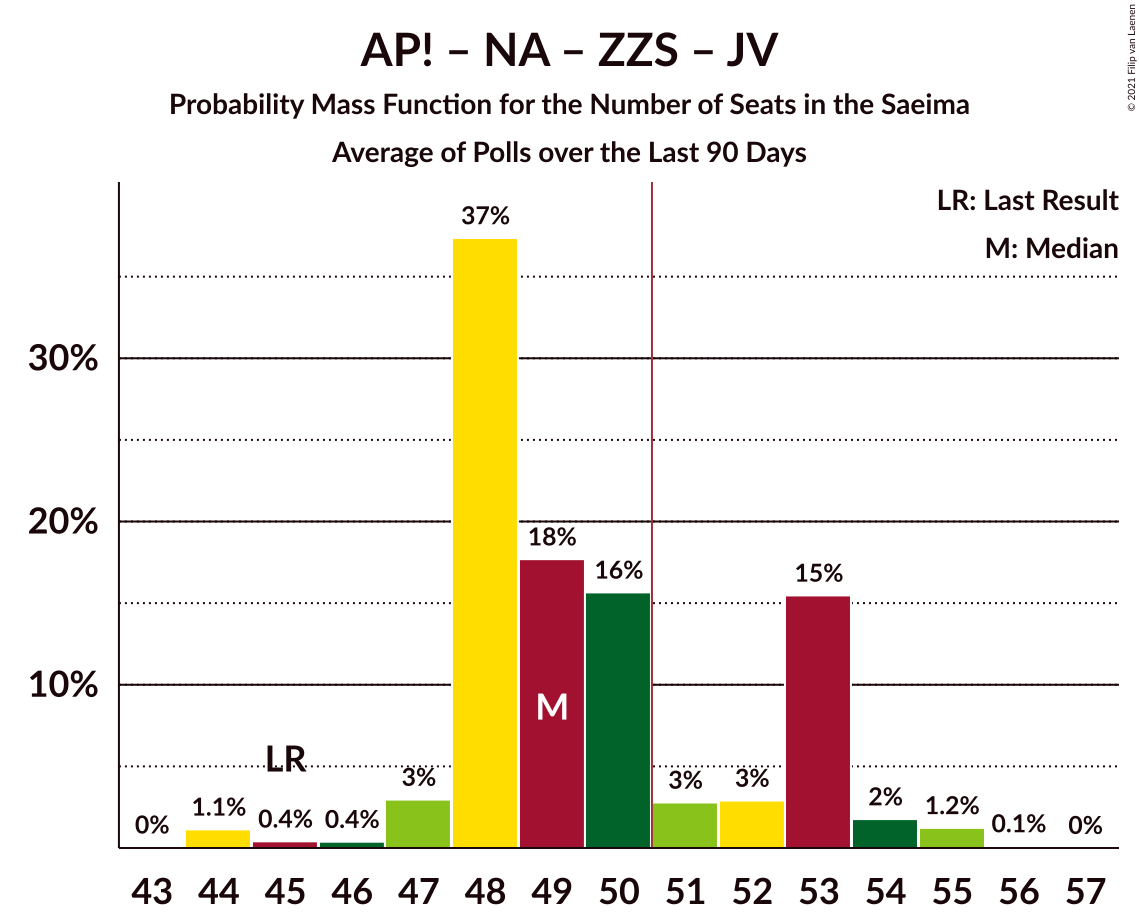 AP! – NA – ZZS – JV
Probability Mass Function for the Number of Seats in the Saeima
Average of Polls over the Last 90 Days
© 2021 Filip van Laenen
LR: Last Result
M: Median
30%
20%
10%
0%
1.1%
LR
0.4%
0.4%
3%
37%
18%
M
16%
3%
3%
15%
2%
1.2%
0.1%
0%
43 44 45 46 47 48 49 50 51 52 53 54 55 56 57